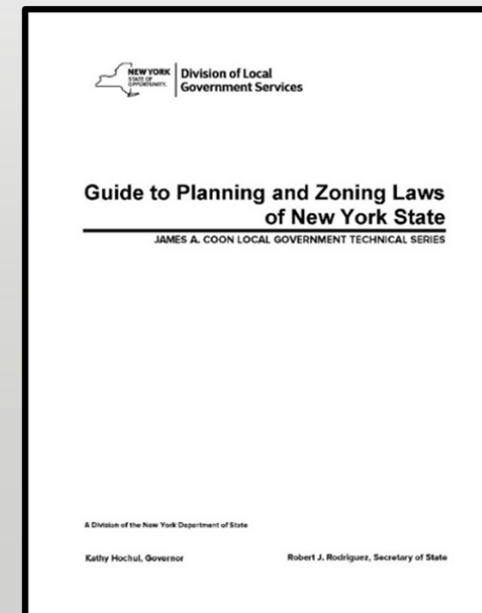 NEW YORK
STATE OF
OPPORTUNITY.
Division of Local
Government Services
Guide to Planning and Zoning Laws
of New York State
JAMES A. COON LOCAL GOVERNMENT TECHNICAL SERIES
A Division of the New York Department of State
Kathy Hochul, Governor
Robert J. Rodriguez, Secretary of State